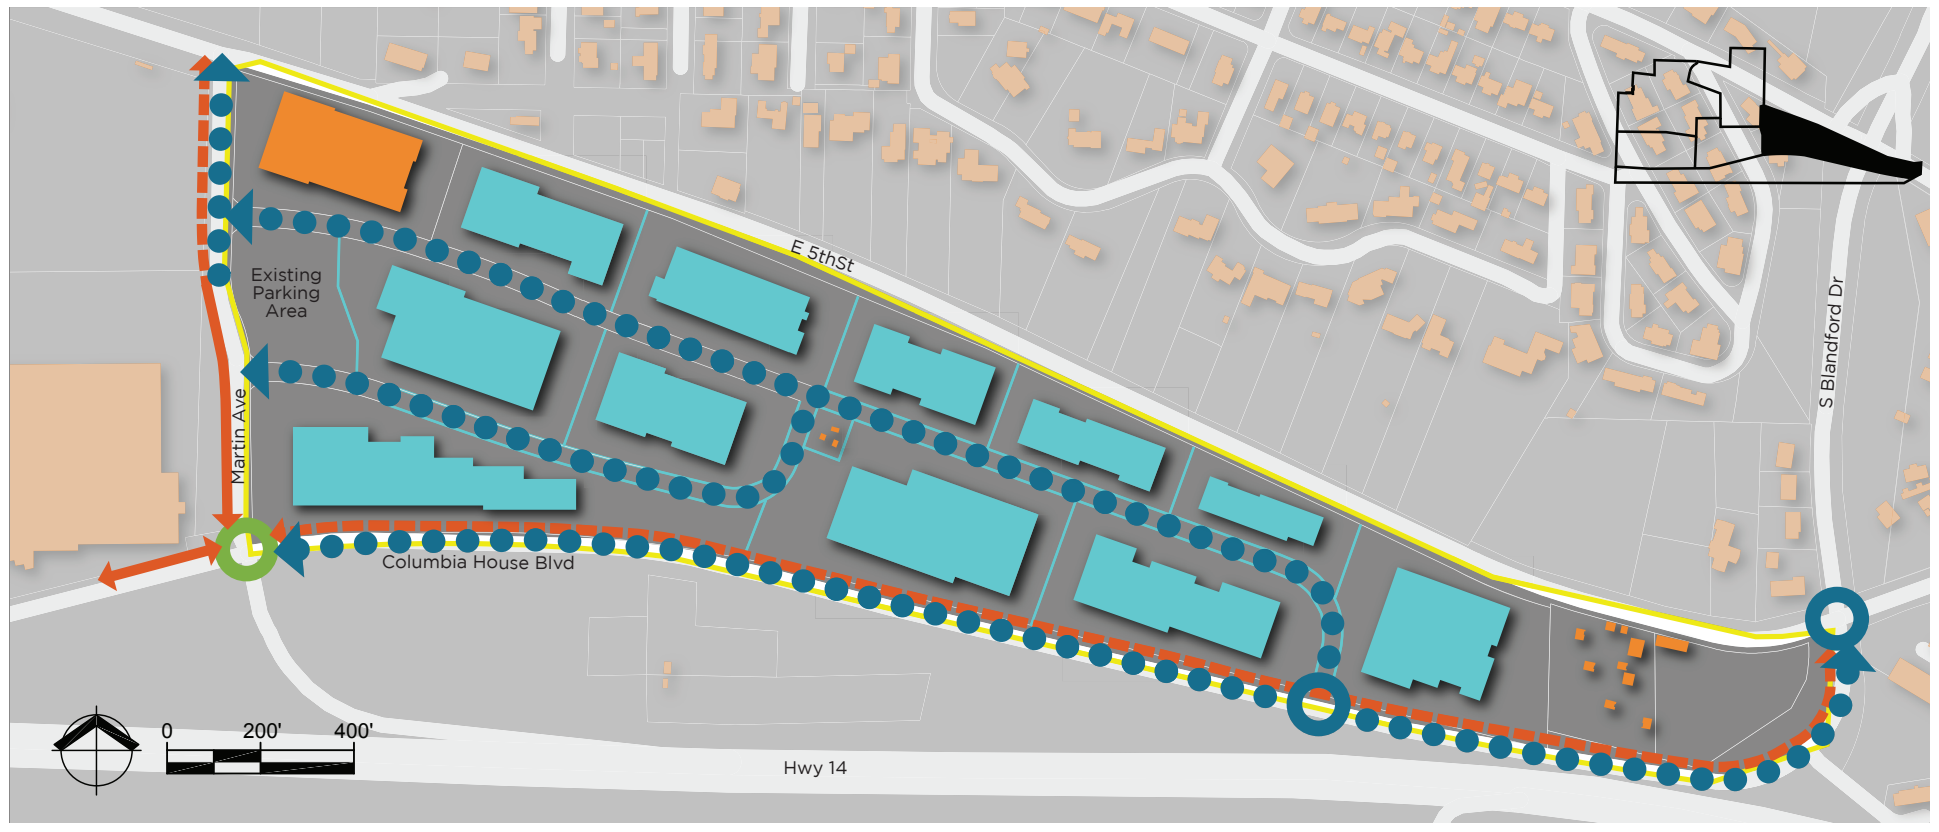 E 5thSt
Existing
Parking
Area
S Blandford Dr
Martin Ave
Columbia House Blvd
0 200' 400'
Hwy 14